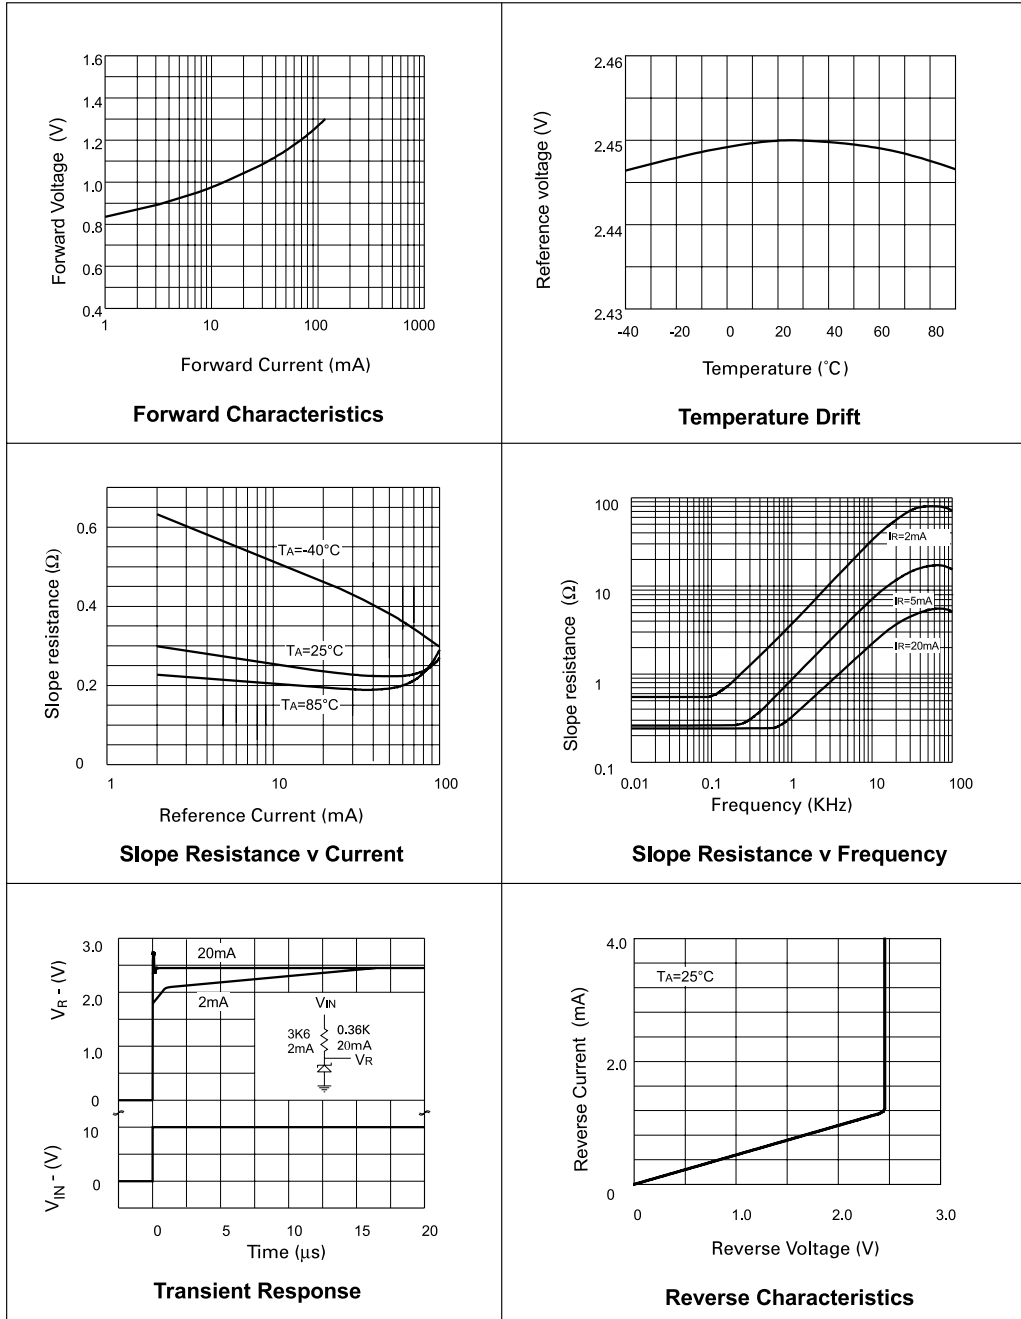 1.6
1.4
1.2
1.0
0.8
0.6
0.4
Forward Voltage (V)
1 10 100 1000
Forward Current (mA)
Forward Characteristics
2.46
2.45
2.44
2.43
Reference voltage (V)
-40 -20 0 20 40 60 80
Temperature (°C)
Temperature Drift
0.6
0.4
0.2
0
Slope resistance (Ω)
TA=-40°C
TA=25°C
TA=85°C
1 10 100
Reference Current (mA)
Slope Resistance v Current
100
10
1
0.1
Slope resistance (Ω)
IR=2mA
IR=5mA
IR=20mA
0.01 0.1 1 10 100
Frequency (KHz)
Slope Resistance v Frequency
3.0
2.0
1.0
0
VR - (V)
20mA
2mA
VIN
3K6 0.36K
2mA 20mA
VR
10
0
VIN - (V)
0 5 10 15 20
Time (µs)
Transient Response
4.0
2.0
0
Reverse Current (mA)
TA=25°C
0 1.0 2.0 3.0
Reverse Voltage (V)
Reverse Characteristics